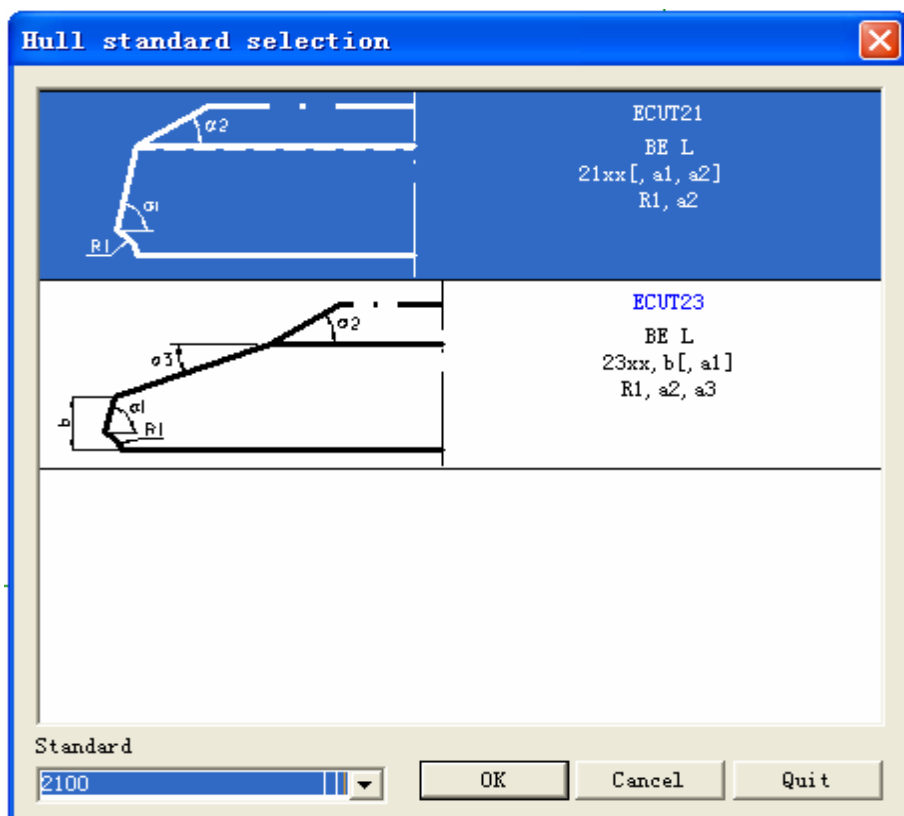 Hull standard selection
α2
α1
R1
ECUT21
BE L
21xx[, a1, a2]
R1, a2
α2
α3
α1
b
R1
ECUT23
BE L
23xx, b[, a1]
R1, a2, a3
Standard
2100
OK
Cancel
Quit